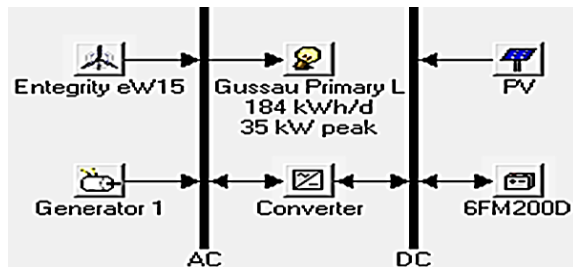 Entegrity eW15
Gussau Primary L
184 kWh/d
35 kW peak
PV
Generator 1
Converter
6FM200D
AC
DC